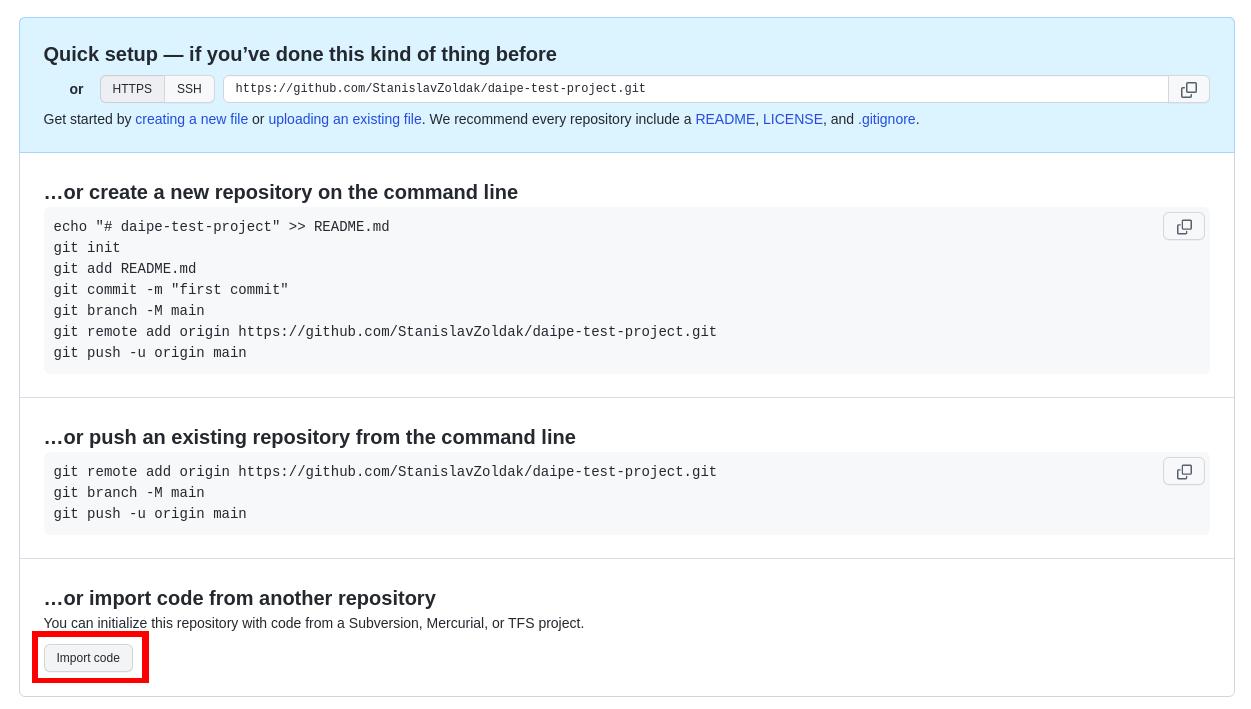 Quick setup — if you’ve done this kind of thing before
or HTTPS SSH https://github.com/StanislavZoldak/daipe-test-project.git
Get started by creating a new file or uploading an existing file. We recommend every repository include a README, LICENSE, and .gitignore.
…or create a new repository on the command line
echo "# daipe-test-project" >> README.md
git init
git add README.md
git commit -m "first commit"
git branch -M main
git remote add origin https://github.com/StanislavZoldak/daipe-test-project.git
git push -u origin main
…or push an existing repository from the command line
git remote add origin https://github.com/StanislavZoldak/daipe-test-project.git
git branch -M main
git push -u origin main
…or import code from another repository
You can initialize this repository with code from a Subversion, Mercurial, or TFS project.
Import code